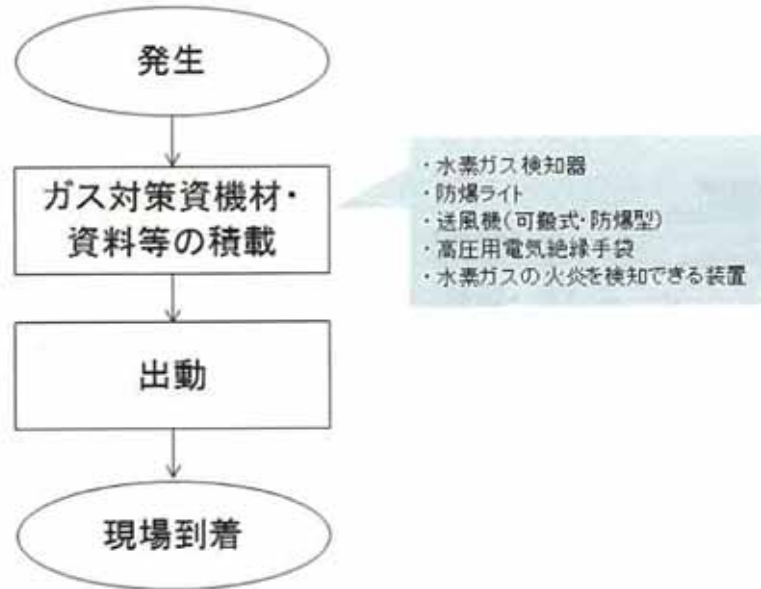 発生
ガス対策資機材・
資料等の積載
・水素ガス検知器
・防爆ライト
・送風機(可搬式・防爆型)
・高圧用電気絶縁手袋
・水素ガスの火炎を検知できる装置
出動
現場到着